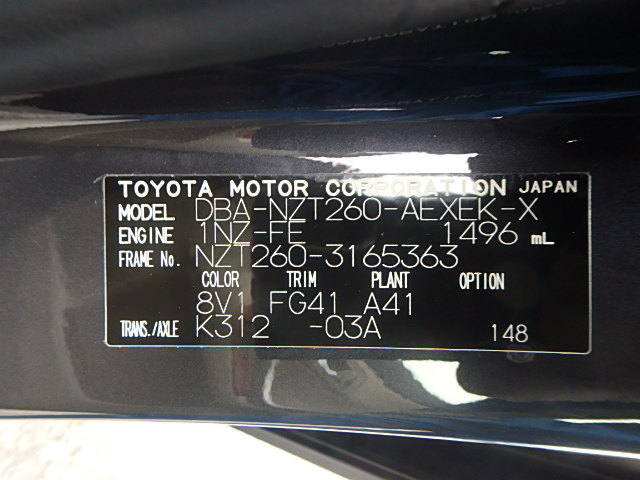 TOYOTA MOTOR CORPORATION JAPAN
MODEL DBA-NZT260-AEXEK-X
ENGINE 1NZ-FE 1496 mL
FRAME No. NZT260-3165363
COLOR TRIM PLANT OPTION
8V1 FG41 A41
TRANS./AXLE K312 -03A 148